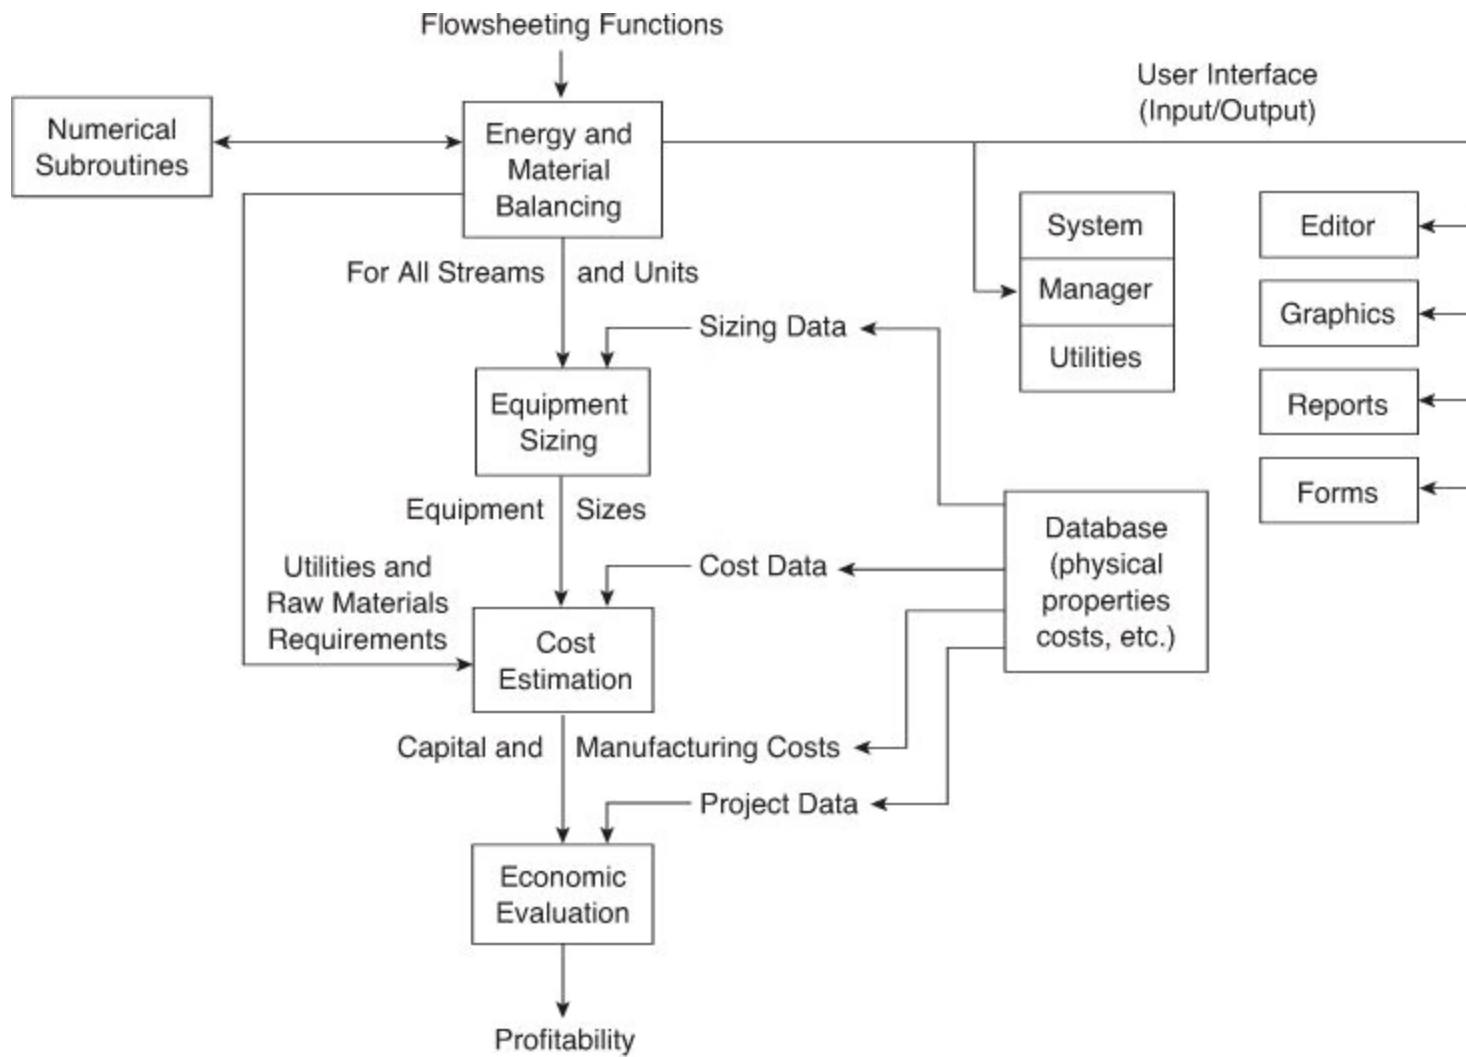 Flowsheeting Functions
User Interface
(Input/Output)
Numerical
Subroutines
Energy and
Material
Balancing
System
Manager
Utilities
Editor
Graphics
Reports
Forms
For All Streams and Units
Sizing Data
Equipment
Sizing
Equipment Sizes
Database
(physical
properties
costs, etc.)
Utilities and
Raw Materials
Requirements
Cost Data
Cost
Estimation
Capital and Manufacturing Costs
Project Data
Economic
Evaluation
Profitability